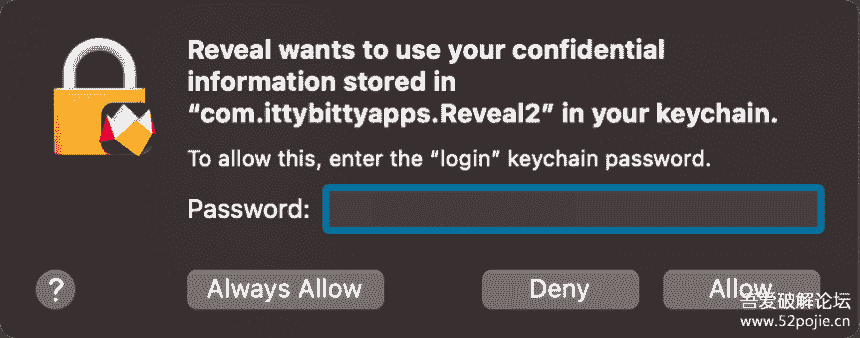 Reveal wants to use your confidential
information stored in
“com.ittybittyapps.Reveal2” in your keychain.
To allow this, enter the “login” keychain password.
Password:
?
Always Allow
Deny
Allow
吾爱破解论坛
www.52pojie.cn